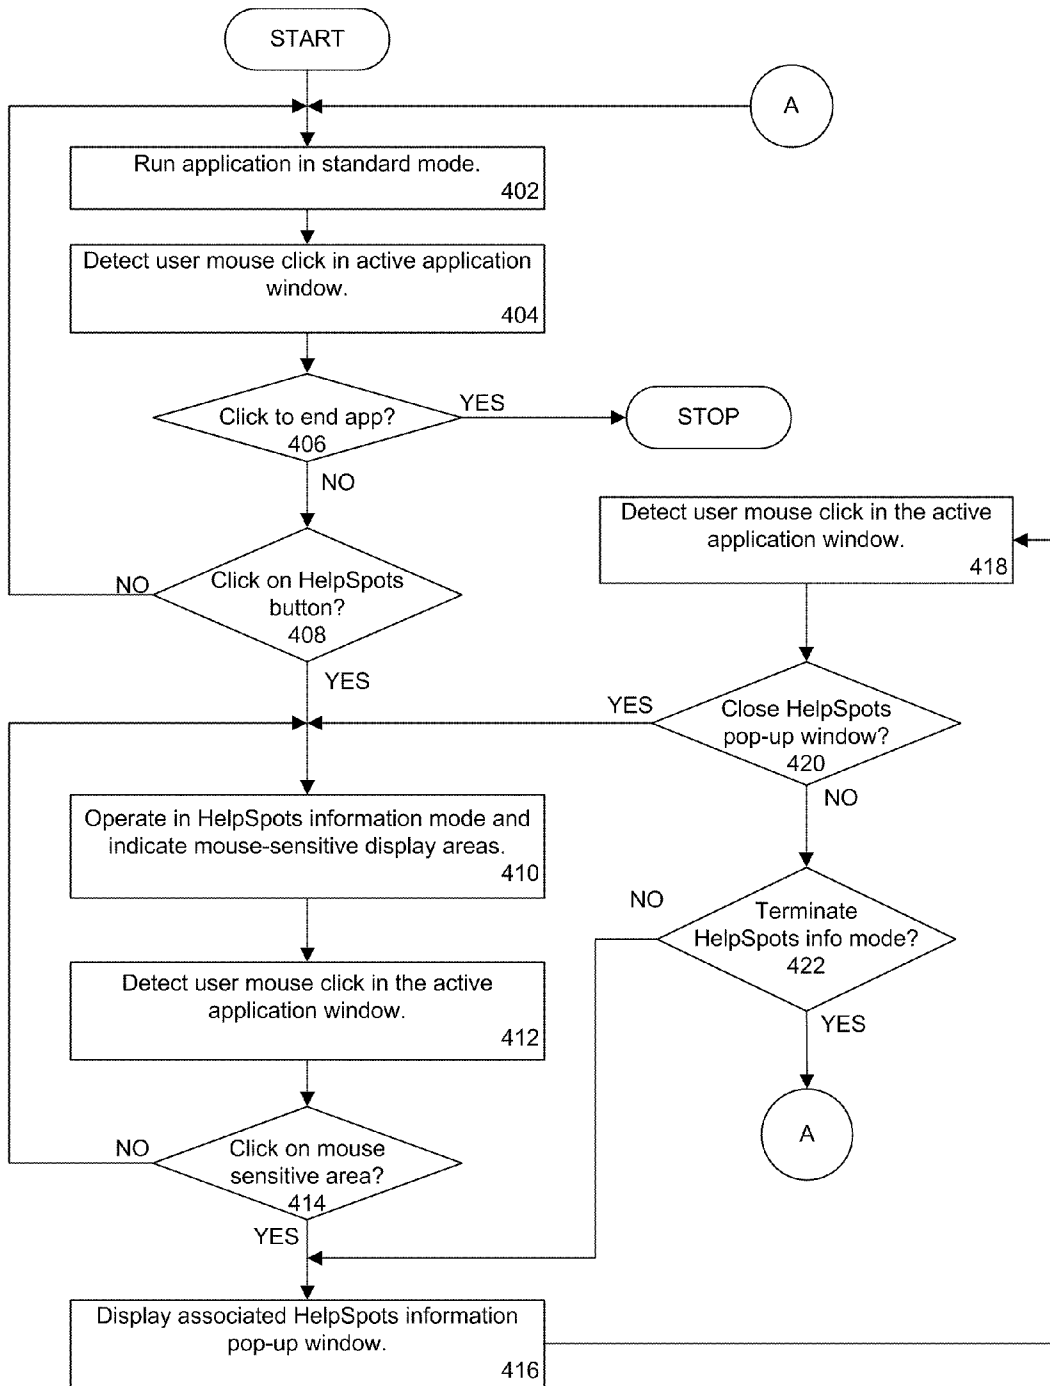 START
A
Run application in standard mode.
402
Detect user mouse click in active application
window.
404
Click to end app?
406
YES
STOP
NO
Click on HelpSpots
button?
408
NO
YES
Operate in HelpSpots information mode and
indicate mouse-sensitive display areas.
410
Detect user mouse click in the active
application window.
412
Click on mouse
sensitive area?
414
NO
YES
Display associated HelpSpots information
pop-up window.
416
Detect user mouse click in the active
application window.
418
Close HelpSpots
pop-up window?
420
YES
NO
Terminate
HelpSpots info mode?
422
NO
YES
A